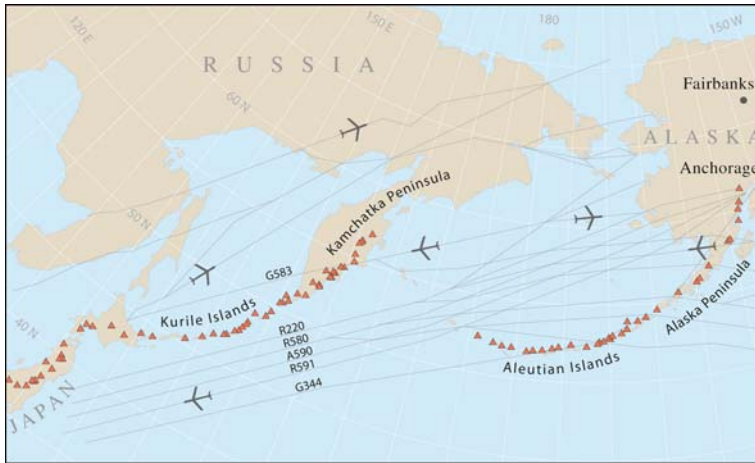 120 E
150 E
180
150 W
RUSSIA
Fairbanks
60 N
ALASKA
Anchorage
Kamchatka Peninsula
50 N
G583
Kurile Islands
Alaska Peninsula
40 N
R220
R580
A590
R591
Aleutian Islands
G344
JAPAN